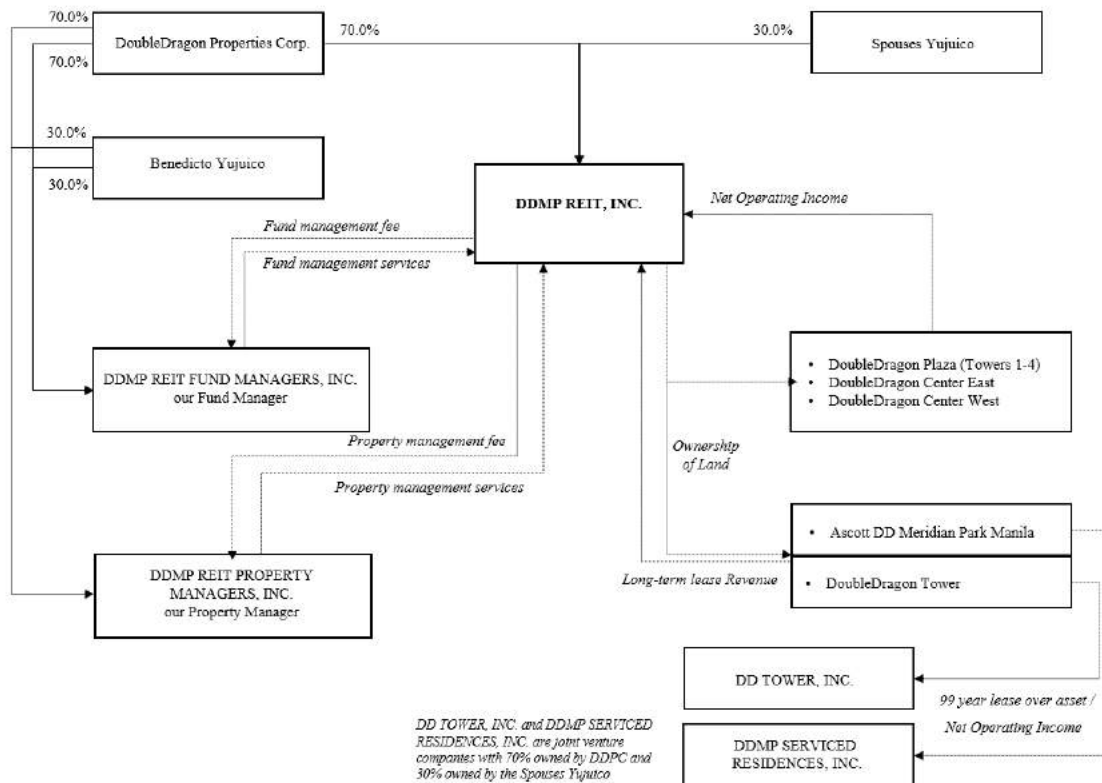 70.0%
DoubleDragon Properties Corp.
70.0%
30.0%
Spouses Yujuico
70.0%
30.0%
Benedicto Yujuico
30.0%
DDMP REIT, INC.
Net Operating Income
Fund management fee
Fund management services
DDMP REIT FUND MANAGERS, INC.
our Fund Manager
• DoubleDragon Plaza (Towers 1-4)
• DoubleDragon Center East
• DoubleDragon Center West
Property management fee
Ownership
of Land
Property management services
• Ascott DD Meridian Park Manila
Long-term lease Revenue
• DoubleDragon Tower
DDMP REIT PROPERTY
MANAGERS, INC.
our Property Manager
DD TOWER, INC.
99 year lease over asset /
Net Operating Income
DD TOWER, INC. and DDMP SERVICED
RESIDENCES, INC. are joint venture
companies with 70% owned by DDPC and
30% owned by the Spouses Yujuico
DDMP SERVICED
RESIDENCES, INC.